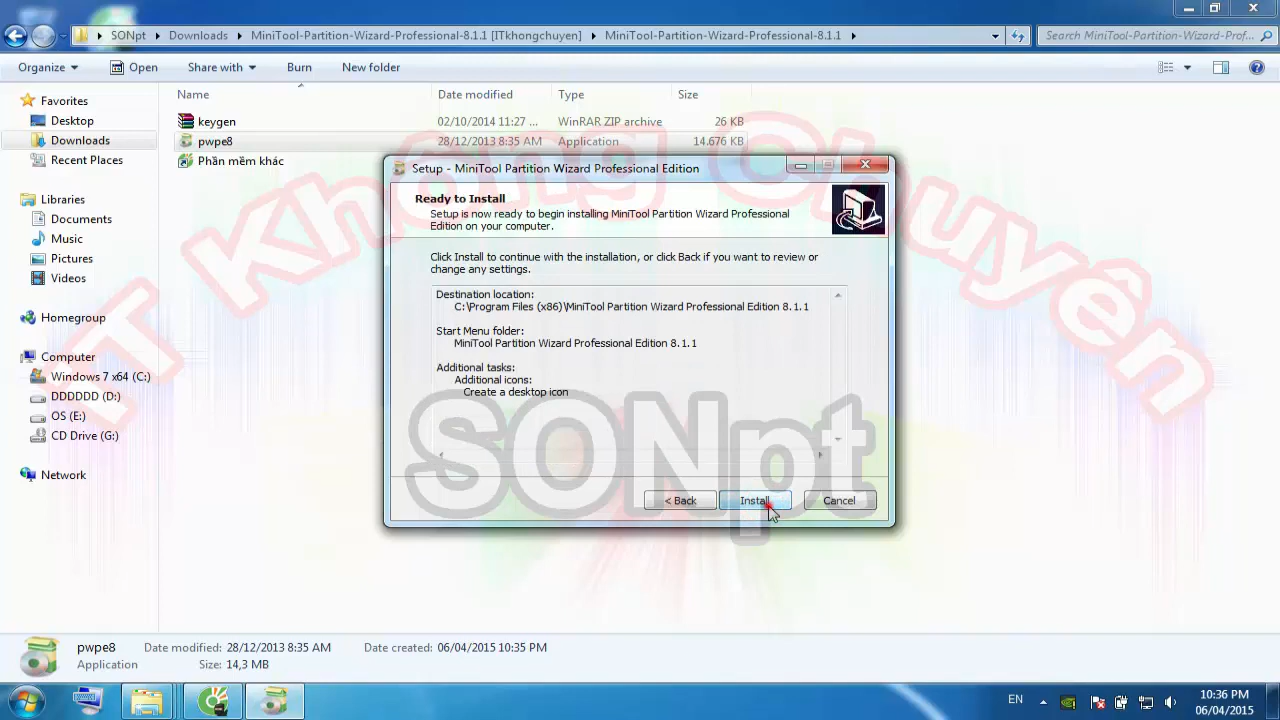 SONpt ▸ Downloads ▸ MiniTool-Partition-Wizard-Professional-8.1.1 [ITkhongchuyen] ▸ MiniTool-Partition-Wizard-Professional-8.1.1 ▸
Search MiniTool-Partition-Wizard-Prof...
Organize Open Share with Burn New folder
Favorites
Desktop
Downloads
Recent Places
Libraries
Documents
Music
Pictures
Videos
Homegroup
Computer
Windows 7 x64 (C:)
DDDDDD (D:)
OS (E:)
CD Drive (G:)
Network
Name Date modified Type Size
keygen 02/10/2014 11:27 ... WinRAR ZIP archive 26 KB
pwpe8 28/12/2013 8:35 AM Application 14.676 KB
Phần mềm khác
IT Không Chuyên
SONpt
Setup - MiniTool Partition Wizard Professional Edition
Ready to Install
Setup is now ready to begin installing MiniTool Partition Wizard Professional
Edition on your computer.
Click Install to continue with the installation, or click Back if you want to review or
change any settings.
Destination location:
C:\Program Files (x86)\MiniTool Partition Wizard Professional Edition 8.1.1
Start Menu folder:
MiniTool Partition Wizard Professional Edition 8.1.1
Additional tasks:
Additional icons:
Create a desktop icon
< Back Install Cancel
pwpe8 Date modified: 28/12/2013 8:35 AM Date created: 06/04/2015 10:35 PM
Application Size: 14,3 MB
EN
10:36 PM
06/04/2015